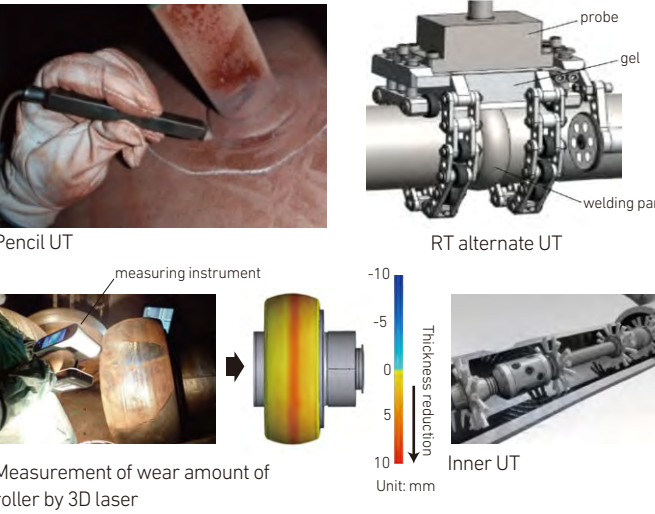 probe
gel
welding par
Pencil UT
RT alternate UT
measuring instrument
-10
-5
0
5
10
Thickness reduction
Unit: mm
Measurement of wear amount of
roller by 3D laser
Inner UT